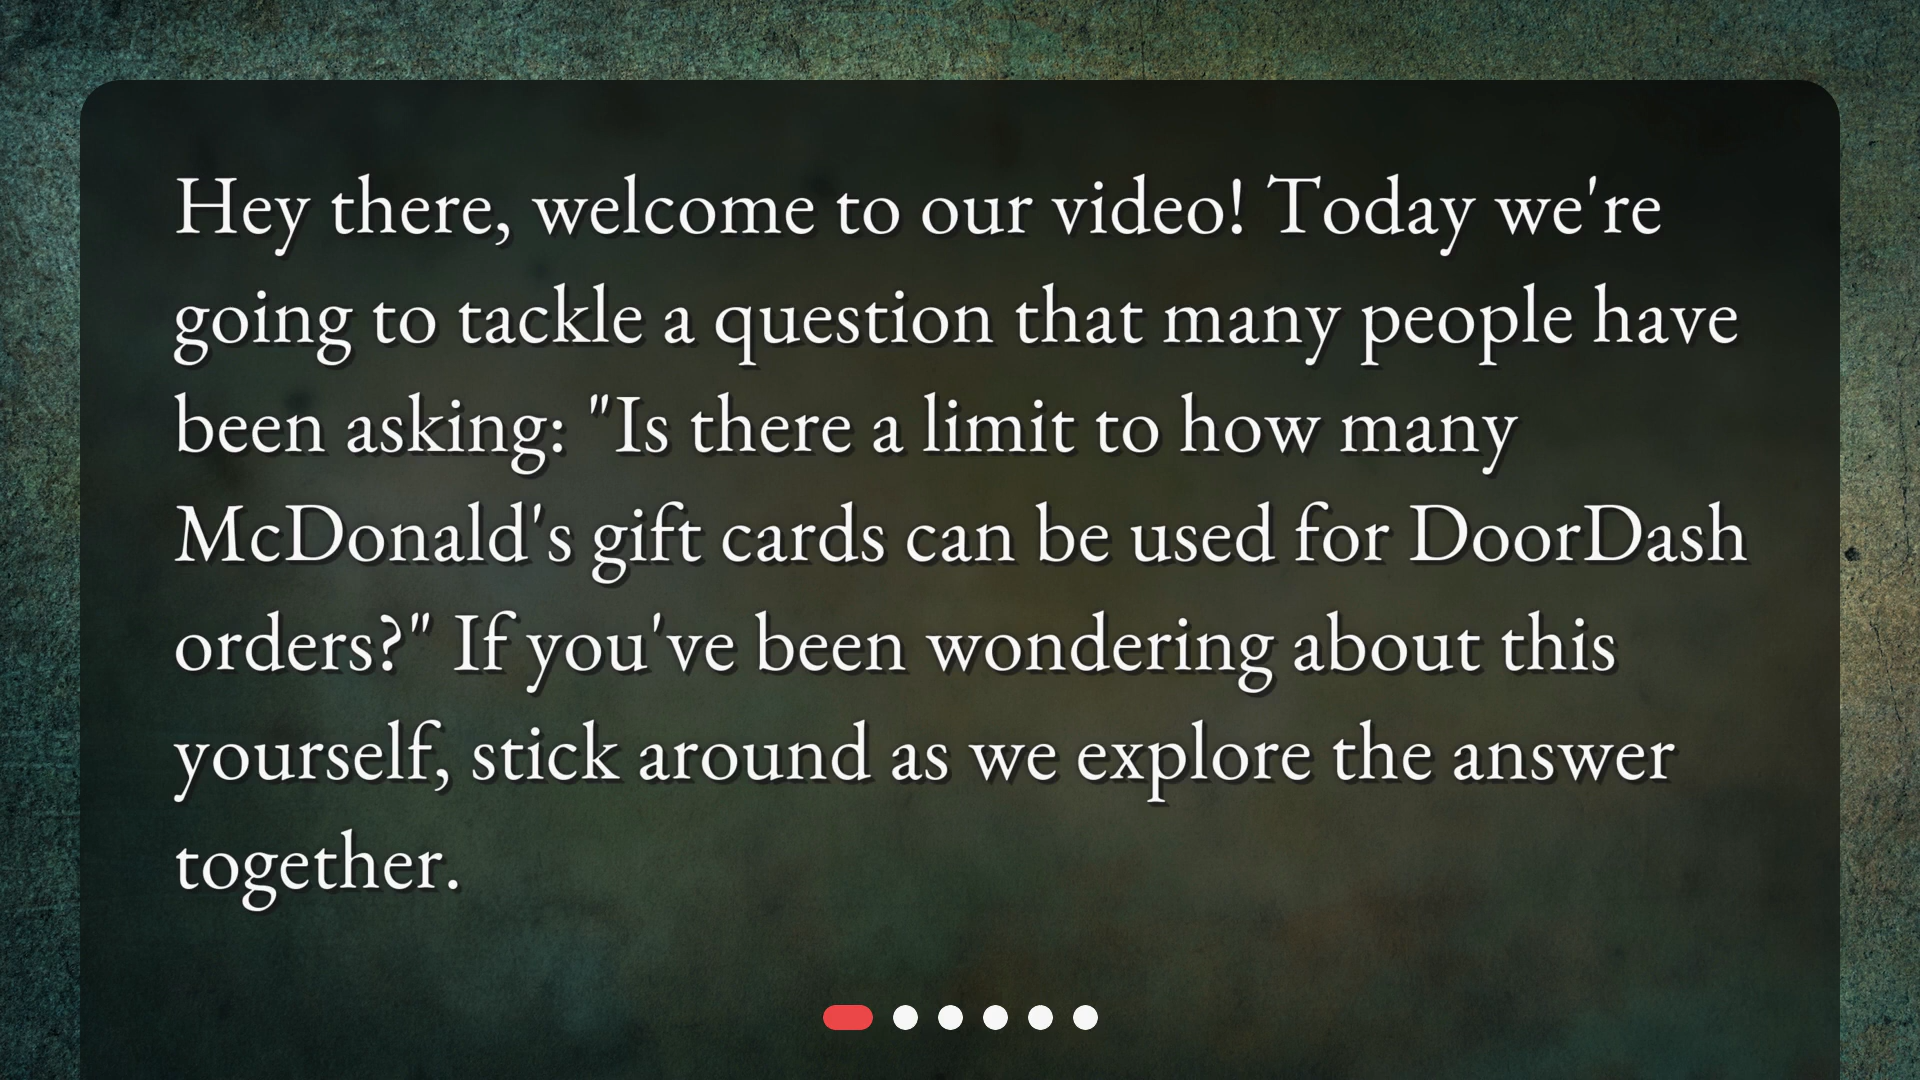 Hey there, welcome to our video! Today we're
going to tackle a question that many people have
been asking: "Is there a limit to how many
McDonald's gift cards can be used for DoorDash
orders?" If you've been wondering about this
yourself, stick around as we explore the answer
together.